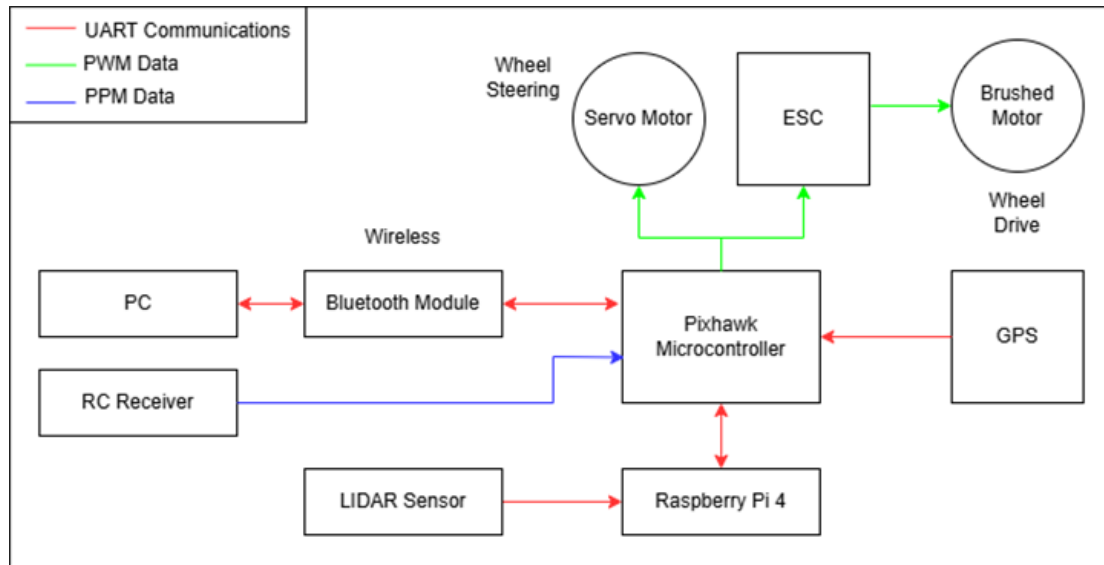 UART Communications
PWM Data
PPM Data
Wheel
Steering
Servo Motor
ESC
Brushed
Motor
Wheel
Drive
Wireless
PC
Bluetooth Module
Pixhawk
Microcontroller
GPS
RC Receiver
LIDAR Sensor
Raspberry Pi 4